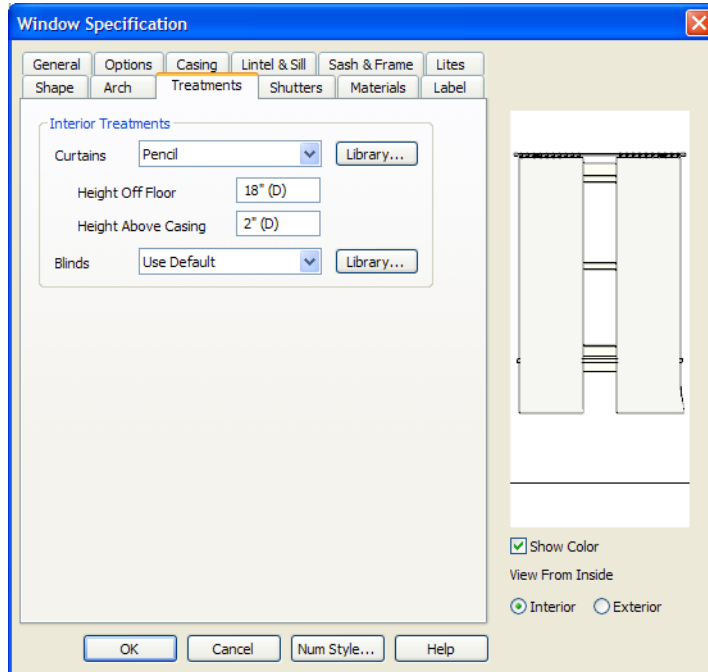 Window Specification
General Options Casing Lintel & Sill Sash & Frame Lites
Shape Arch Treatments Shutters Materials Label
Interior Treatments
Curtains Pencil Library...
Height Off Floor 18" (D)
Height Above Casing 2" (D)
Blinds Use Default Library...
Show Color
View From Inside
Interior Exterior
OK Cancel Num Style... Help